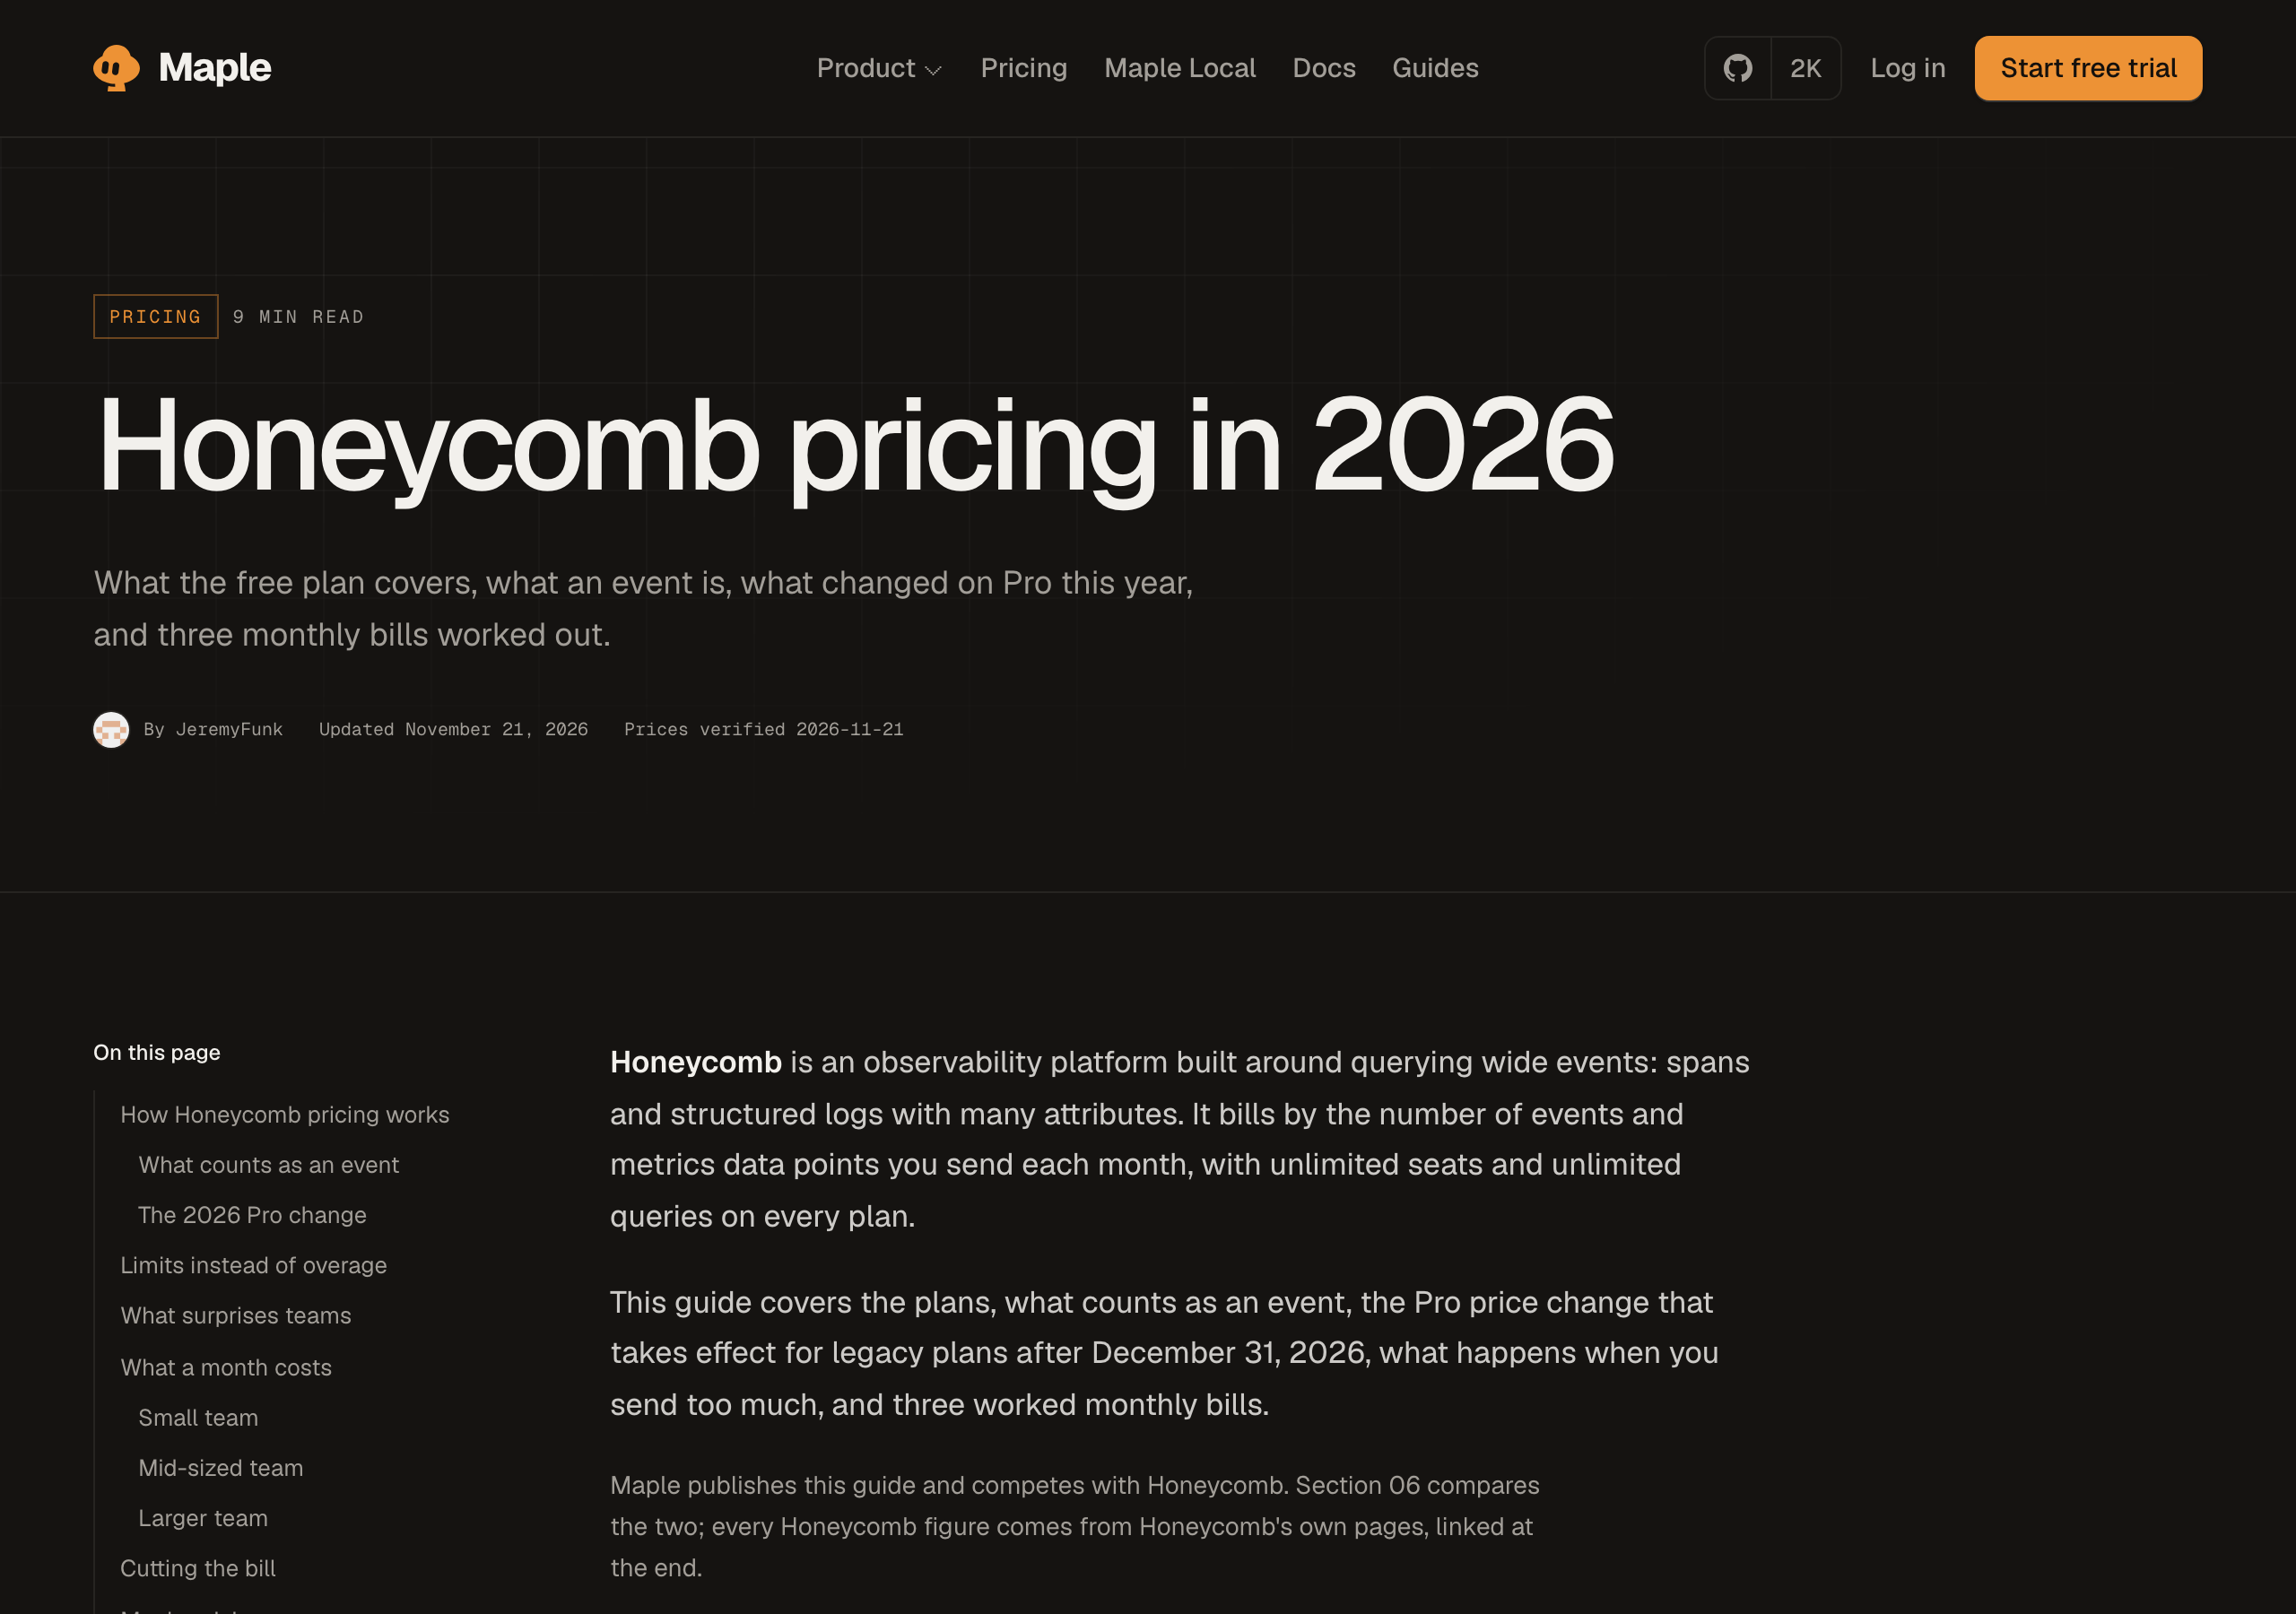 Maple
Product
Pricing
Maple Local
Docs
Guides
2K
Log in
Start free trial
PRICING
9 MIN READ
Honeycomb pricing in 2026
What the free plan covers, what an event is, what changed on Pro this year,
and three monthly bills worked out.
By JeremyFunk
Updated November 21, 2026
Prices verified 2026-11-21
On this page
How Honeycomb pricing works
What counts as an event
The 2026 Pro change
Limits instead of overage
What surprises teams
What a month costs
Small team
Mid-sized team
Larger team
Cutting the bill
Honeycomb is an observability platform built around querying wide events: spans
and structured logs with many attributes. It bills by the number of events and
metrics data points you send each month, with unlimited seats and unlimited
queries on every plan.
This guide covers the plans, what counts as an event, the Pro price change that
takes effect for legacy plans after December 31, 2026, what happens when you
send too much, and three worked monthly bills.
Maple publishes this guide and competes with Honeycomb. Section 06 compares
the two; every Honeycomb figure comes from Honeycomb's own pages, linked at
the end.